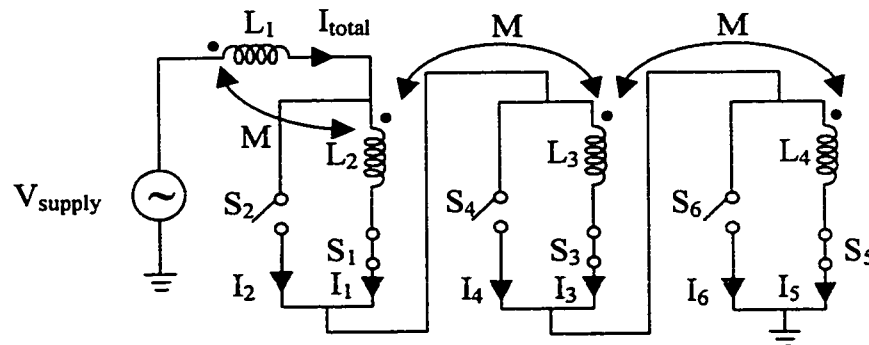 L1 Itotal M M
M
L2 L3 L4
Vsupply ~
S2 S4 S6
S1 S3 S5
I2 I1 I4 I3 I6 I5